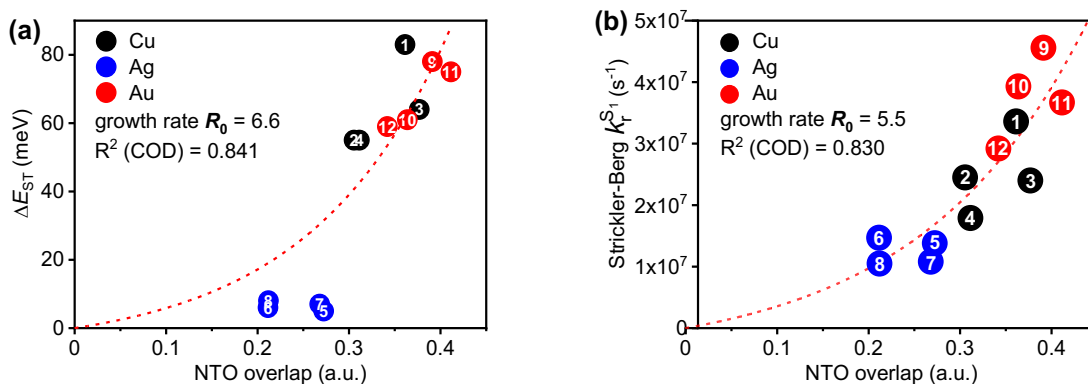 (a)
Cu
Ag
Au
growth rate R₀ = 6.6
R² (COD) = 0.841
ΔE_ST (meV)
80
60
40
20
0
1
9
11
3
10
12
2
4
8
6
7
5
0.0
0.1
0.2
0.3
0.4
NTO overlap (a.u.)
(b)
Cu
Ag
Au
growth rate R₀ = 5.5
R² (COD) = 0.830
Strickler-Berg k_r^S1 (s⁻¹)
5x10⁷
4x10⁷
3x10⁷
2x10⁷
1x10⁷
0
9
10
11
1
12
2
3
4
6
5
8
7
0
0.1
0.2
0.3
0.4
NTO overlap (a.u.)